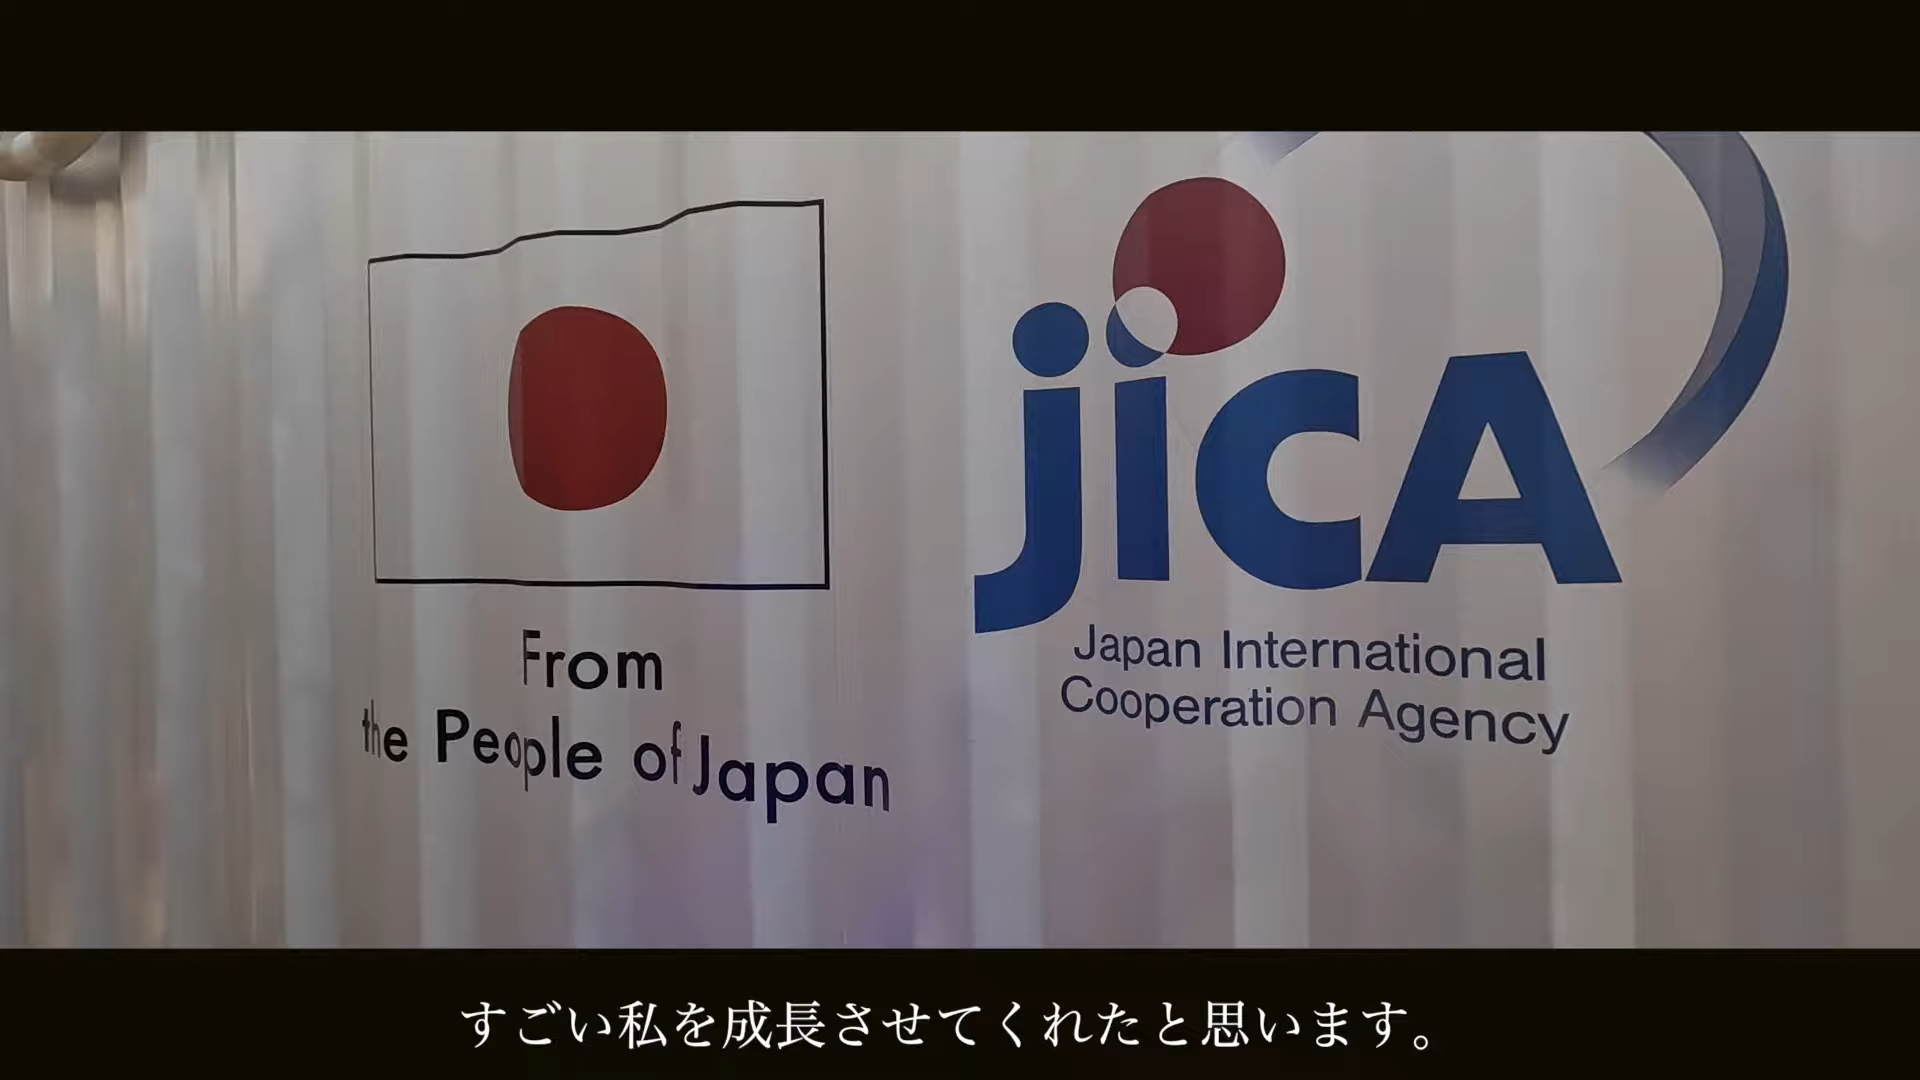 From
the People of Japan
jica
Japan International
Cooperation Agency
すごい私を成長させてくれたと思います。